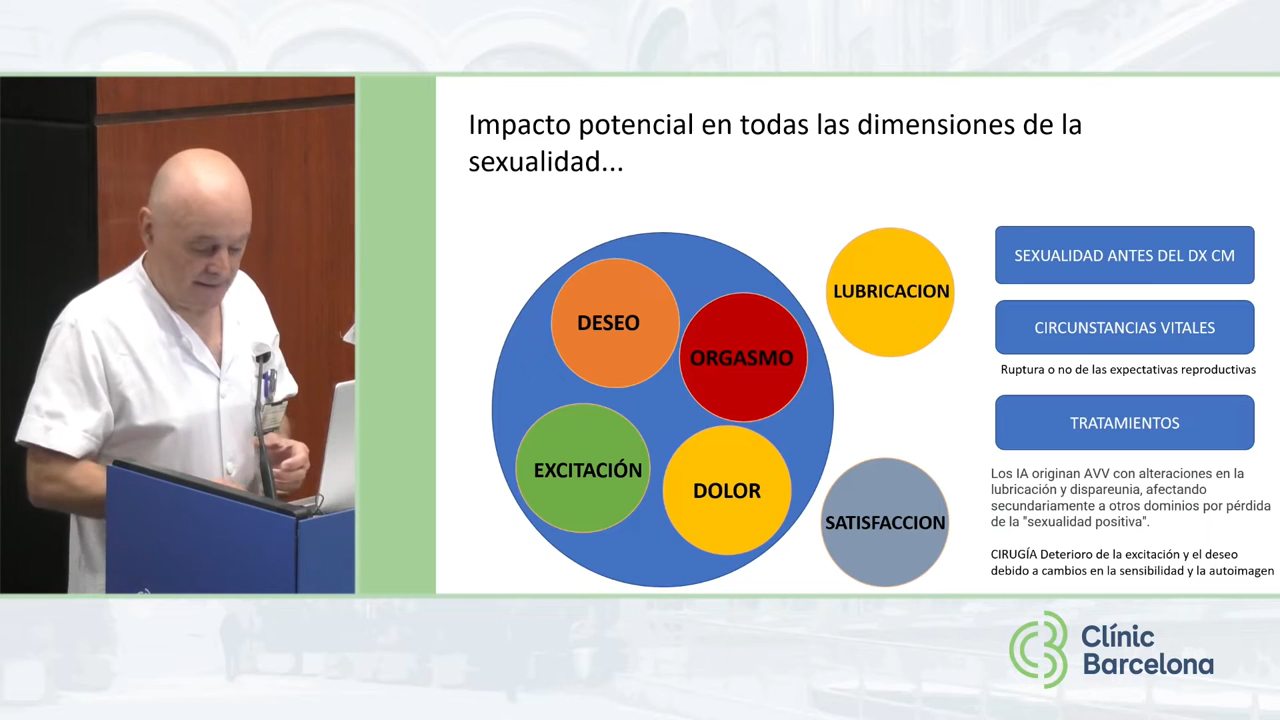 Impacto potencial en todas las dimensiones de la
sexualidad...
DESEO
ORGASMO
EXCITACIÓN
DOLOR
LUBRICACION
SATISFACCION
SEXUALIDAD ANTES DEL DX CM
CIRCUNSTANCIAS VITALES
Ruptura o no de las expectativas reproductivas
TRATAMIENTOS
Los IA originan AVV con alteraciones en la
lubricación y dispareunia, afectando
secundariamente a otros dominios por pérdida
de la "sexualidad positiva".
CIRUGÍA Deterioro de la excitación y el deseo
debido a cambios en la sensibilidad y la autoimagen
Clínic
Barcelona